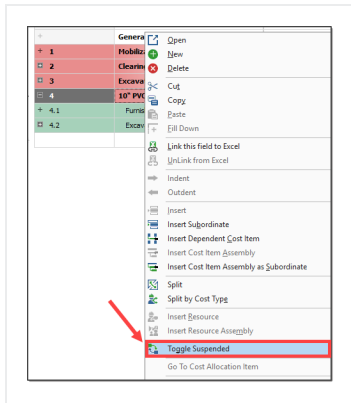 Genera
Open
1 Mobiliz
New
2 Clearin
Delete
3 Excava
Cut
4 10" PVC
Copy
4.1 Furnis
Paste
4.2 Excav
Fill Down
Link this field to Excel
UnLink from Excel
Indent
Outdent
Insert
Insert Subordinate
Insert Dependent Cost Item
Insert Cost Item Assembly
Insert Cost Item Assembly as Subordinate
Split
Split by Cost Type
Insert Resource
Insert Resource Assembly
Toggle Suspended
Go To Cost Allocation Item